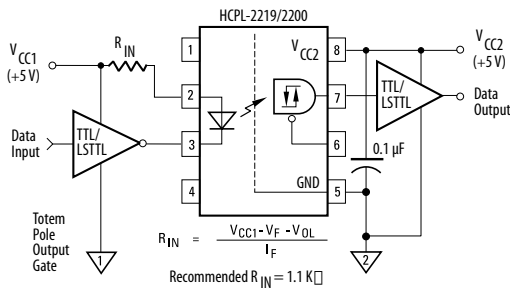 HCPL-2219/2200
V CC1
(+5 V)
R IN
1
V CC2
8
V CC2
(+5 V)
2
7
TTL/
LSTTL
Data
Output
Data
Input
TTL/
LSTTL
3
6
0.1 µF
4
GND
5
Totem
Pole
Output
Gate
1
R IN = V CC1 - V F - V OL
I F
2
Recommended R IN = 1.1 K□